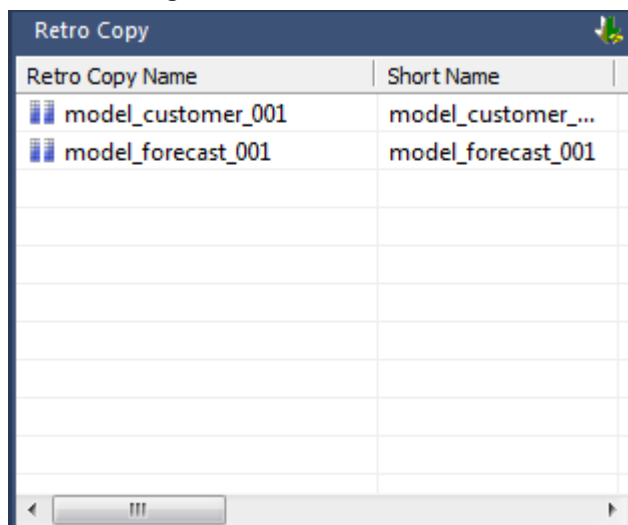 Retro Copy
Retro Copy Name Short Name
model_customer_001 model_customer_...
model_forecast_001 model_forecast_001